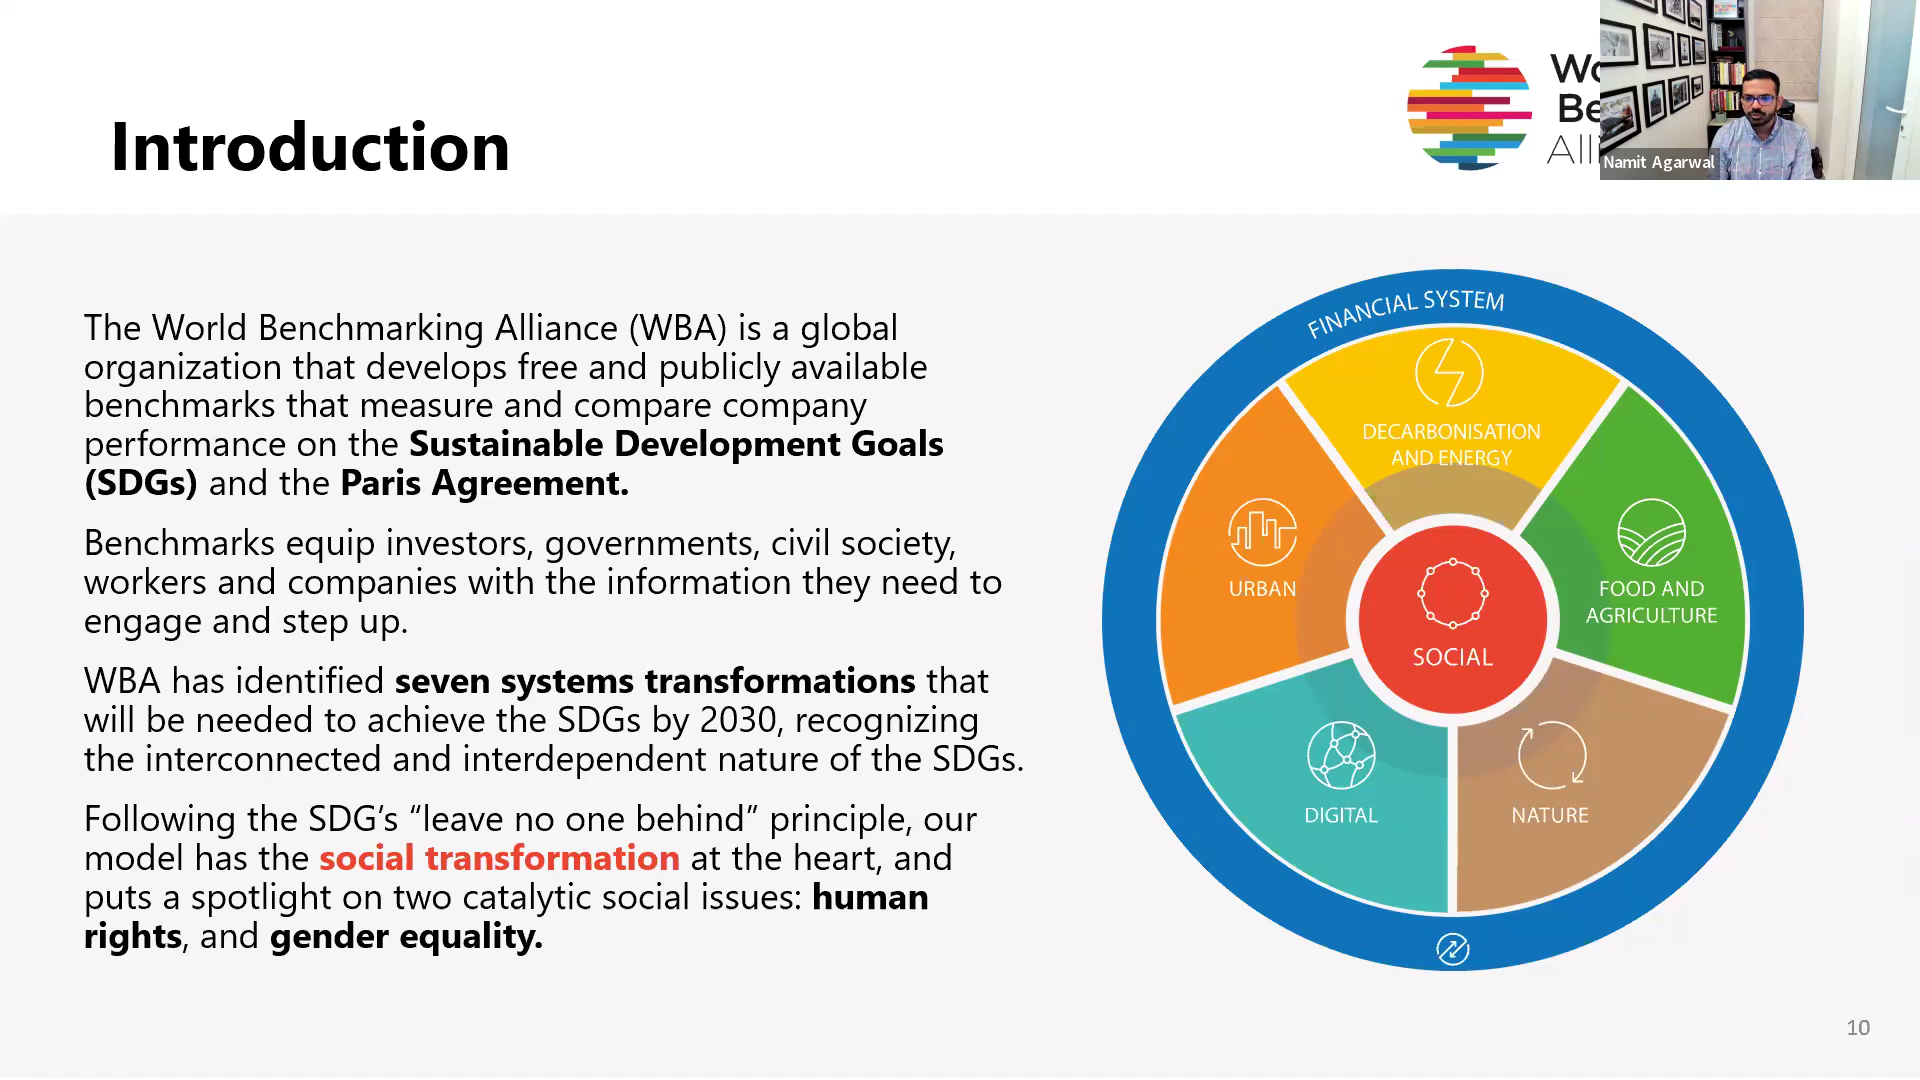 Introduction
Namit Agarwal
The World Benchmarking Alliance (WBA) is a global
organization that develops free and publicly available
benchmarks that measure and compare company
performance on the Sustainable Development Goals
(SDGs) and the Paris Agreement.
Benchmarks equip investors, governments, civil society,
workers and companies with the information they need to
engage and step up.
WBA has identified seven systems transformations that
will be needed to achieve the SDGs by 2030, recognizing
the interconnected and interdependent nature of the SDGs.
Following the SDG’s “leave no one behind” principle, our
model has the social transformation at the heart, and
puts a spotlight on two catalytic social issues: human
rights, and gender equality.
FINANCIAL SYSTEM
DECARBONISATION
AND ENERGY
URBAN
FOOD AND
AGRICULTURE
SOCIAL
DIGITAL
NATURE
10